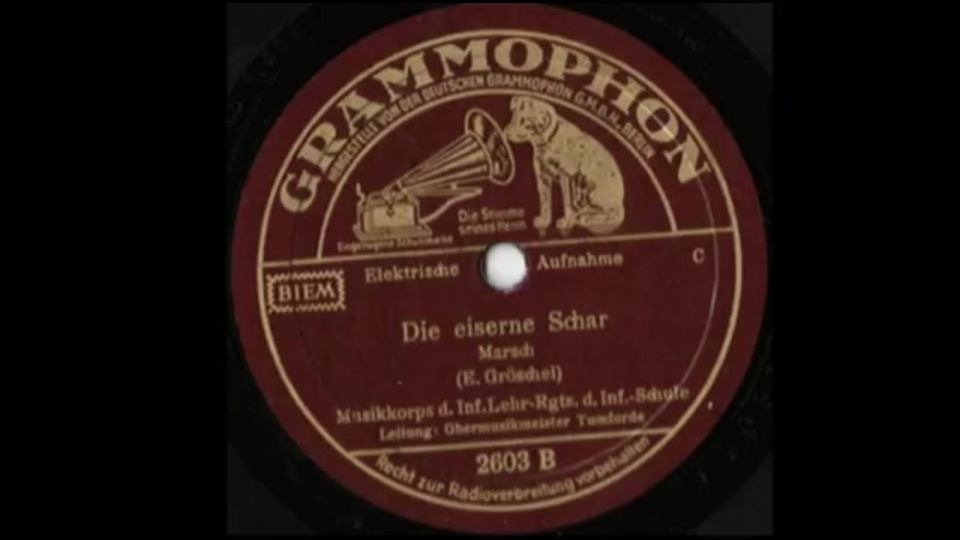 GRAMMOPHON
HERGESTELLT VON DER DEUTSCHEN GRAMMOPHON G.M.B.H. BERLIN
Die Stimme
seines Herrn
Eingetragene Schutzmarke
Elektrische Aufnahme C
BIEM
Die eiserne Schar
Marsch
(E. Gröschel)
Musikkorps d. Inf.Lehr-Rgts. d. Inf.-Schule
Leitung: Obermusikmeister Tumforde
2603 B
Recht zur Radioverbreitung vorbehalten